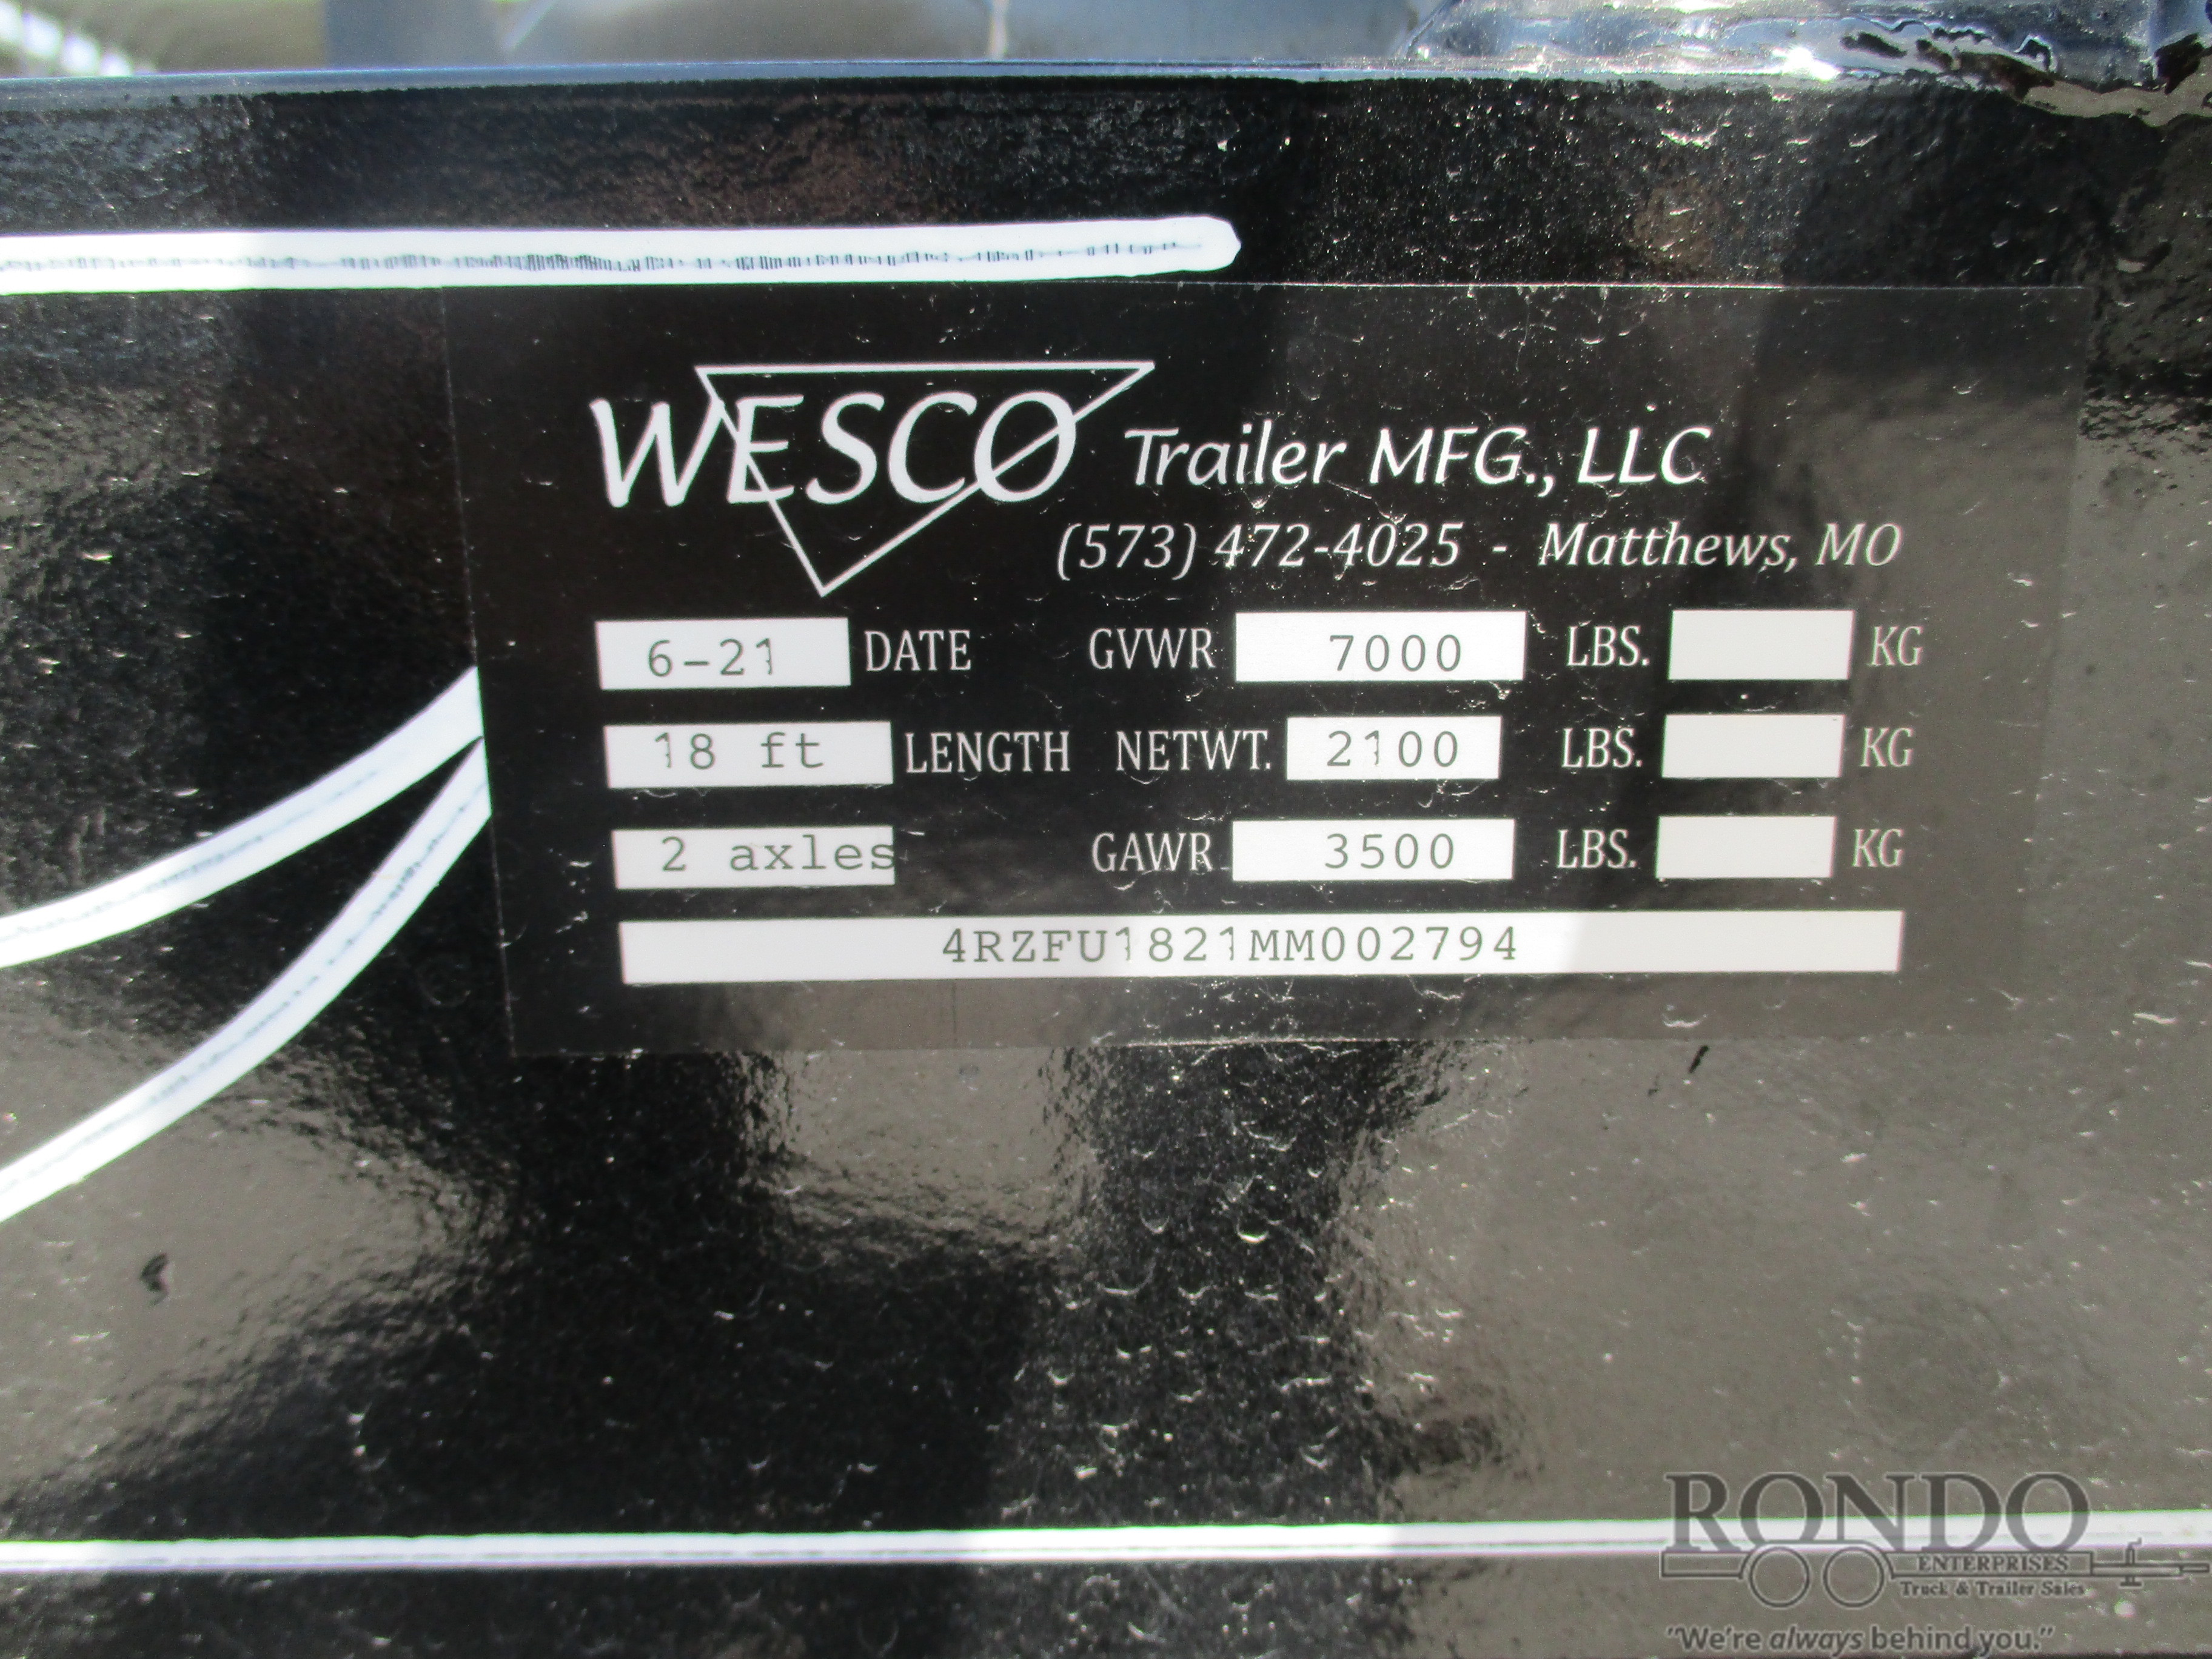 WESCO Trailer MFG., LLC
(573) 472-4025 - Matthews, MO
6-21 DATE GVWR 7000 LBS. KG
18 ft LENGTH NETWT. 2100 LBS. KG
2 axles GAWR 3500 LBS. KG
4RZFU1821MM002794
RONDO
ENTERPRISES
Truck & Trailer Sales
"We're always behind you."